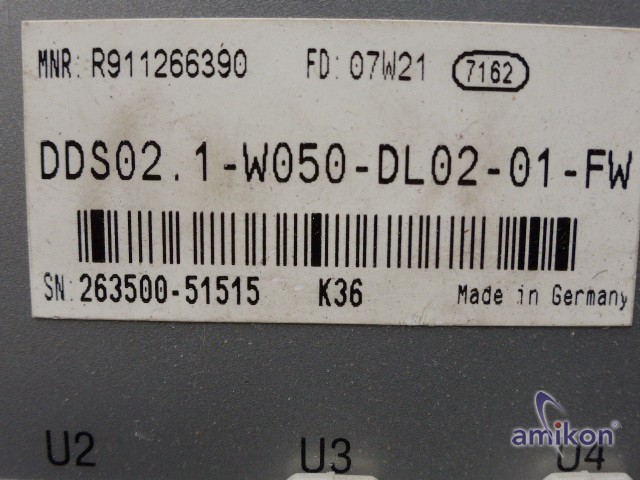 MNR: R911266390 FD: 07W21 7162
DDS02.1-W050-DL02-01-FW
SN: 263500-51515 K36 Made in Germany
U2 U3 U4
amikon